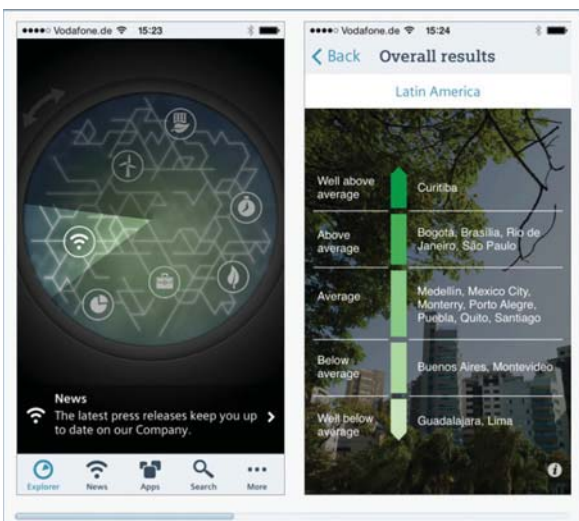 Vodafone.de 15:23
News
The latest press releases keep you up
to date on our Company.
Explorer News Apps Search More
Vodafone.de 15:24
Back Overall results
Latin America
Well above
average
Curitiba
Above
average
Bogotá, Brasília, Rio de
Janeiro, São Paulo
Average
Medellín, Mexico City,
Monterry, Porto Alegre,
Puebla, Quito, Santiago
Below
average
Buenos Aires, Montevideo
Well below
average
Guadalajara, Lima